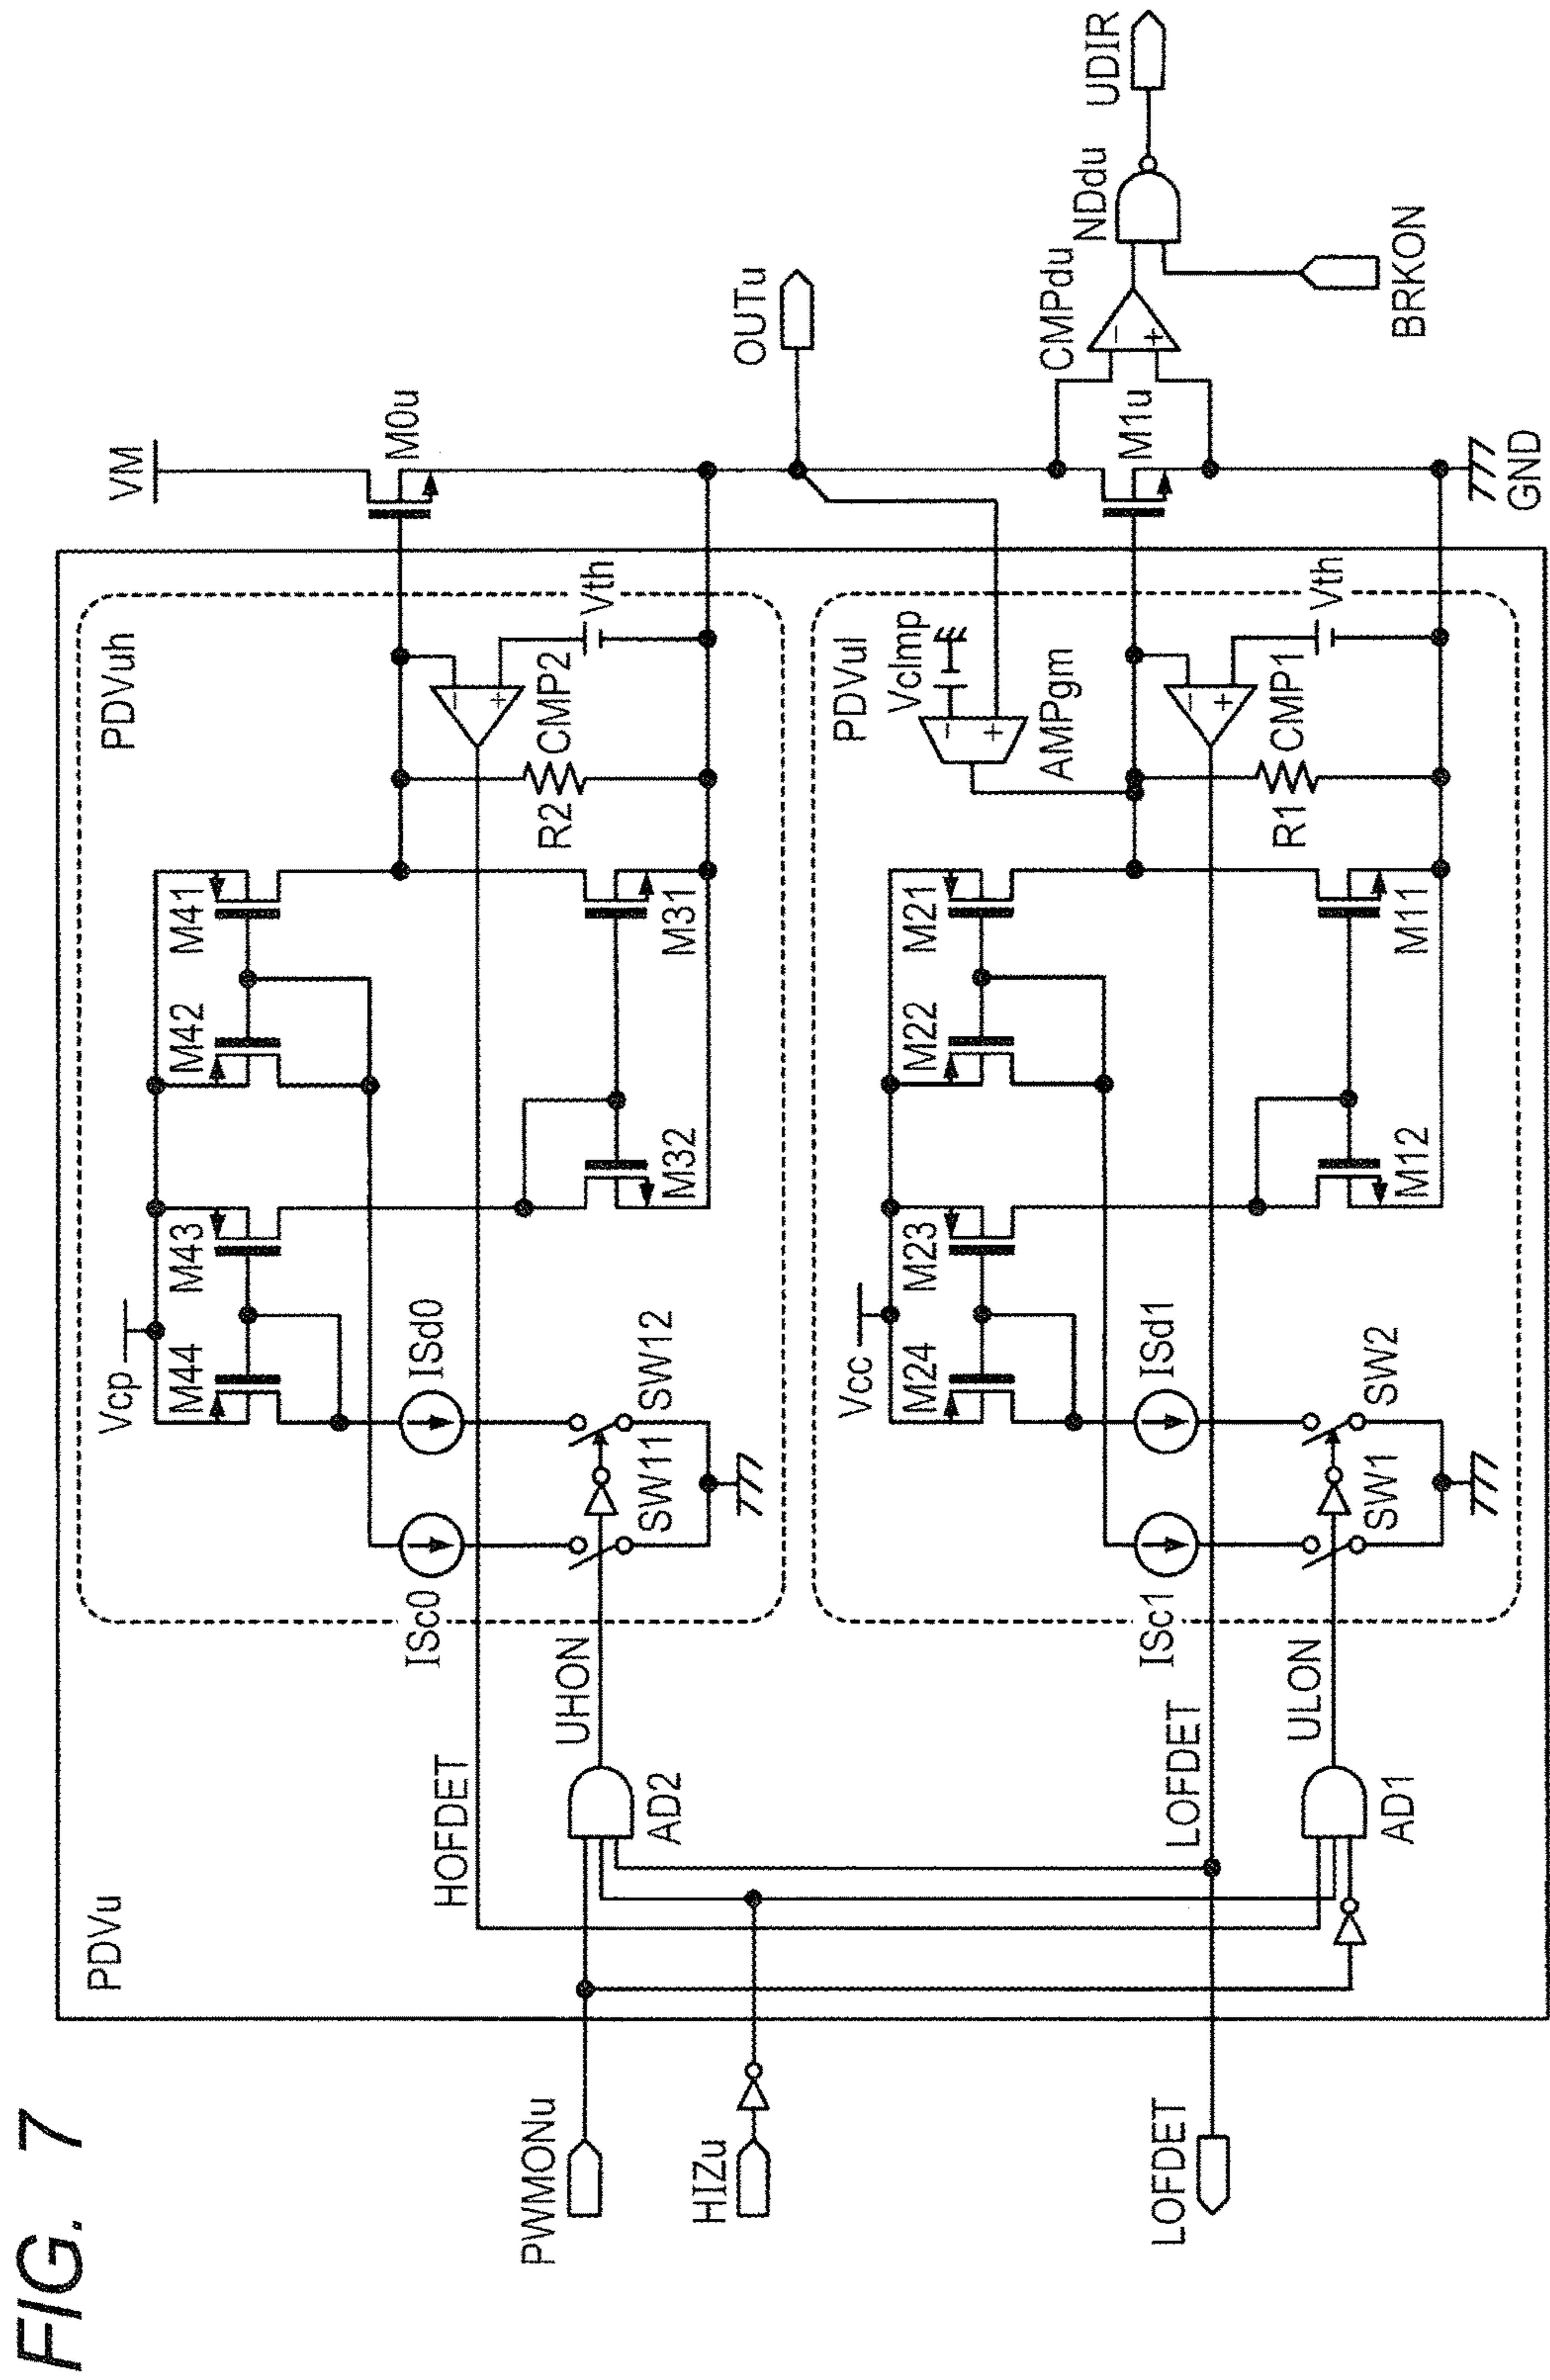 FIG. 7
PDVu
PWMONu
HIZu
LOFDET
HOFDET
UHON
AD2
LOFDET
ULON
AD1
PDVuh
Vcp
M44
M43
M42
M41
ISc0
ISd0
SW11
SW12
M32
M31
R2
CMP2
-
+
Vth
VM
M0u
OUTu
PDVul
Vcc
M24
M23
M22
M21
ISc1
ISd1
SW1
SW2
M12
M11
R1
CMP1
-
+
Vth
AMPgm
-
+
Vclmp
M1u
GND
CMPdu
-
+
NDdu
UDIR
BRKON